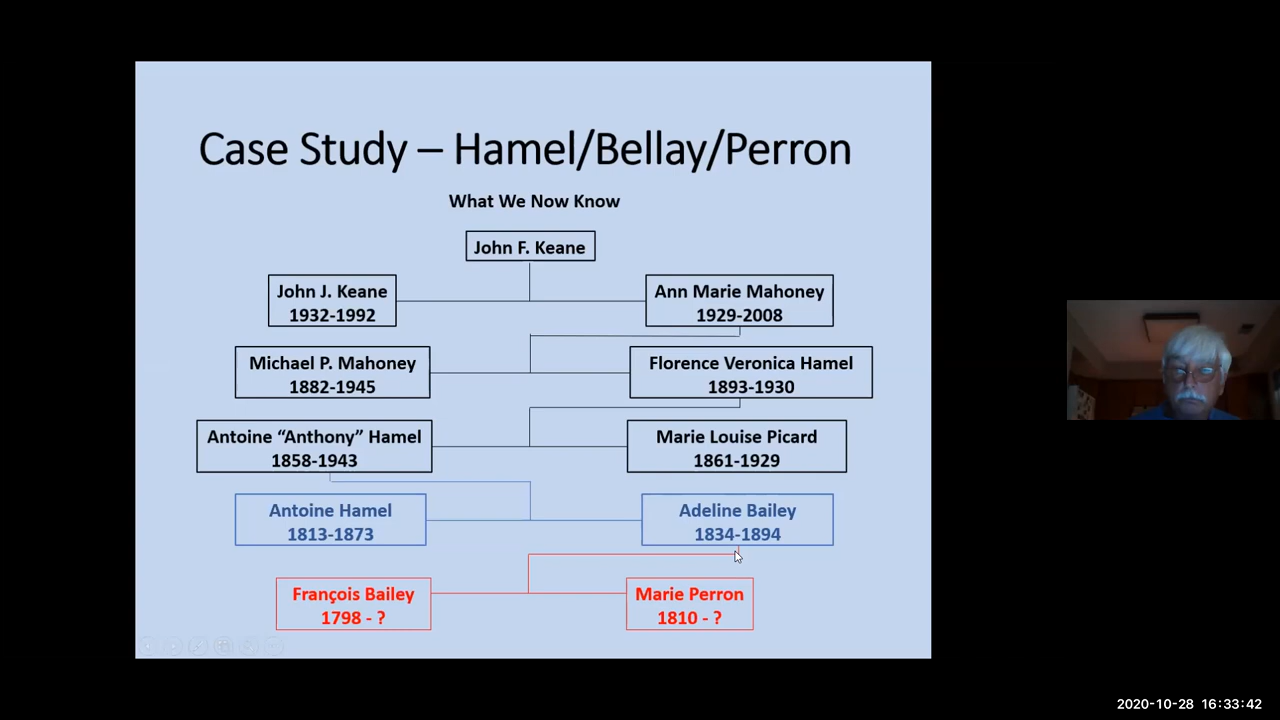 Case Study – Hamel/Bellay/Perron
What We Now Know
John F. Keane
John J. Keane
1932-1992
Ann Marie Mahoney
1929-2008
Michael P. Mahoney
1882-1945
Florence Veronica Hamel
1893-1930
Antoine “Anthony” Hamel
1858-1943
Marie Louise Picard
1861-1929
Antoine Hamel
1813-1873
Adeline Bailey
1834-1894
François Bailey
1798 - ?
Marie Perron
1810 - ?
2020-10-28 16:33:42